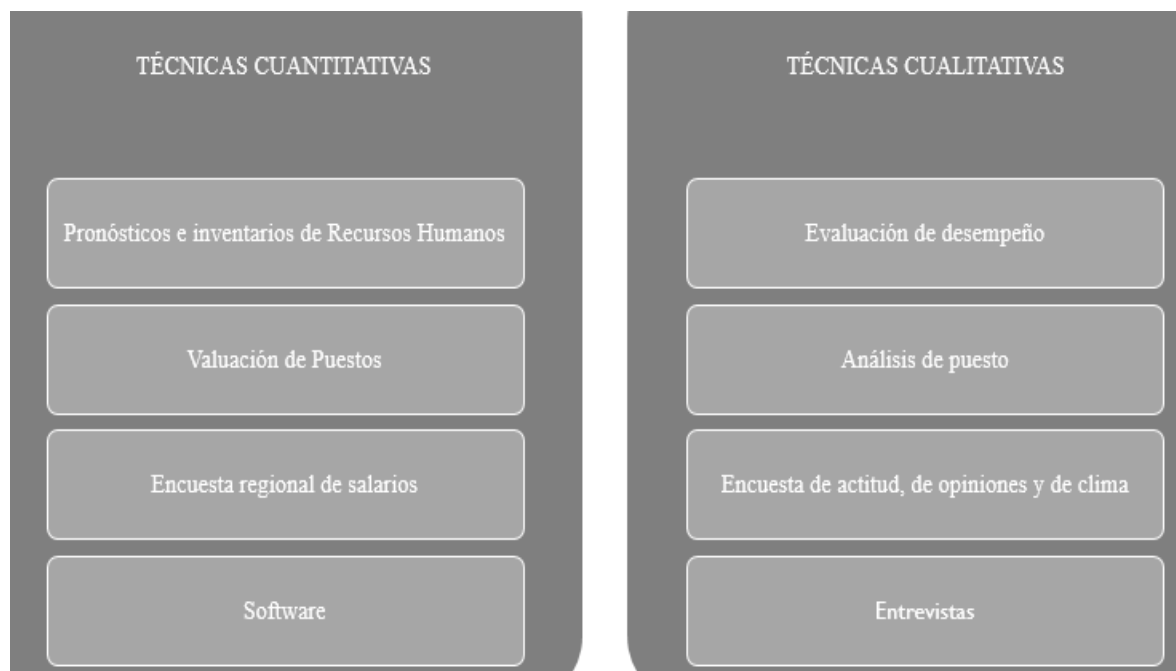 TÉCNICAS CUANTITATIVAS
Pronósticos e inventarios de Recursos Humanos
Valuación de Puestos
Encuesta regional de salarios
Software
TÉCNICAS CUALITATIVAS
Evaluación de desempeño
Análisis de puesto
Encuesta de actitud, de opiniones y de clima
Entrevistas